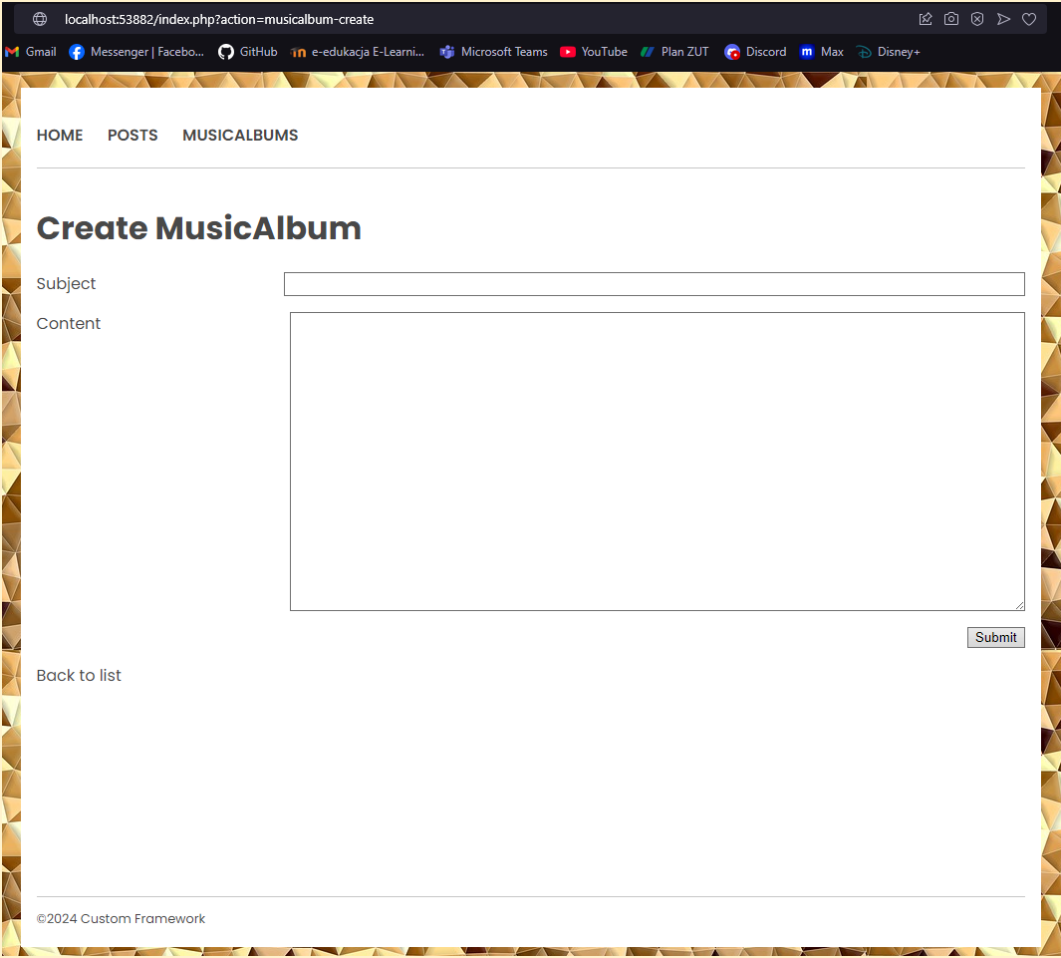 localhost:53882/index.php?action=musicalbum-create
Gmail Messenger | Facebo... GitHub e-edukacja E-Learni... Microsoft Teams YouTube Plan ZUT Discord m Max Disney+
HOME POSTS MUSICALBUMS
Create MusicAlbum
Subject
Content
Submit
Back to list
©2024 Custom Framework